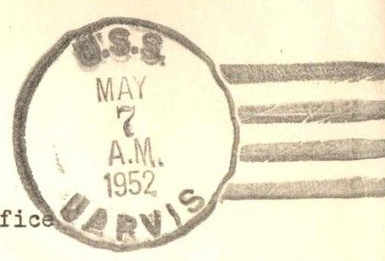 U.S.S.
MAY
7
A.M.
1952
JARVIS
fice